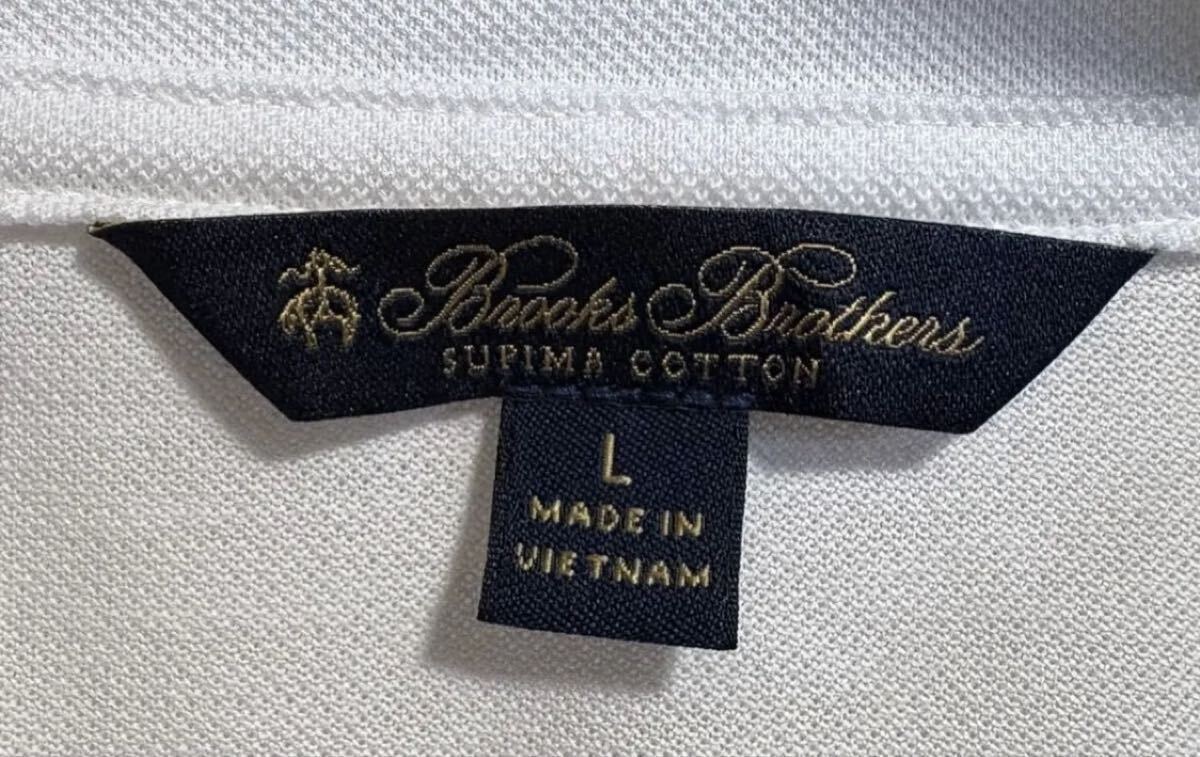 Brooks Brothers
SUPIMA COTTON
L
MADE IN
VIETNAM